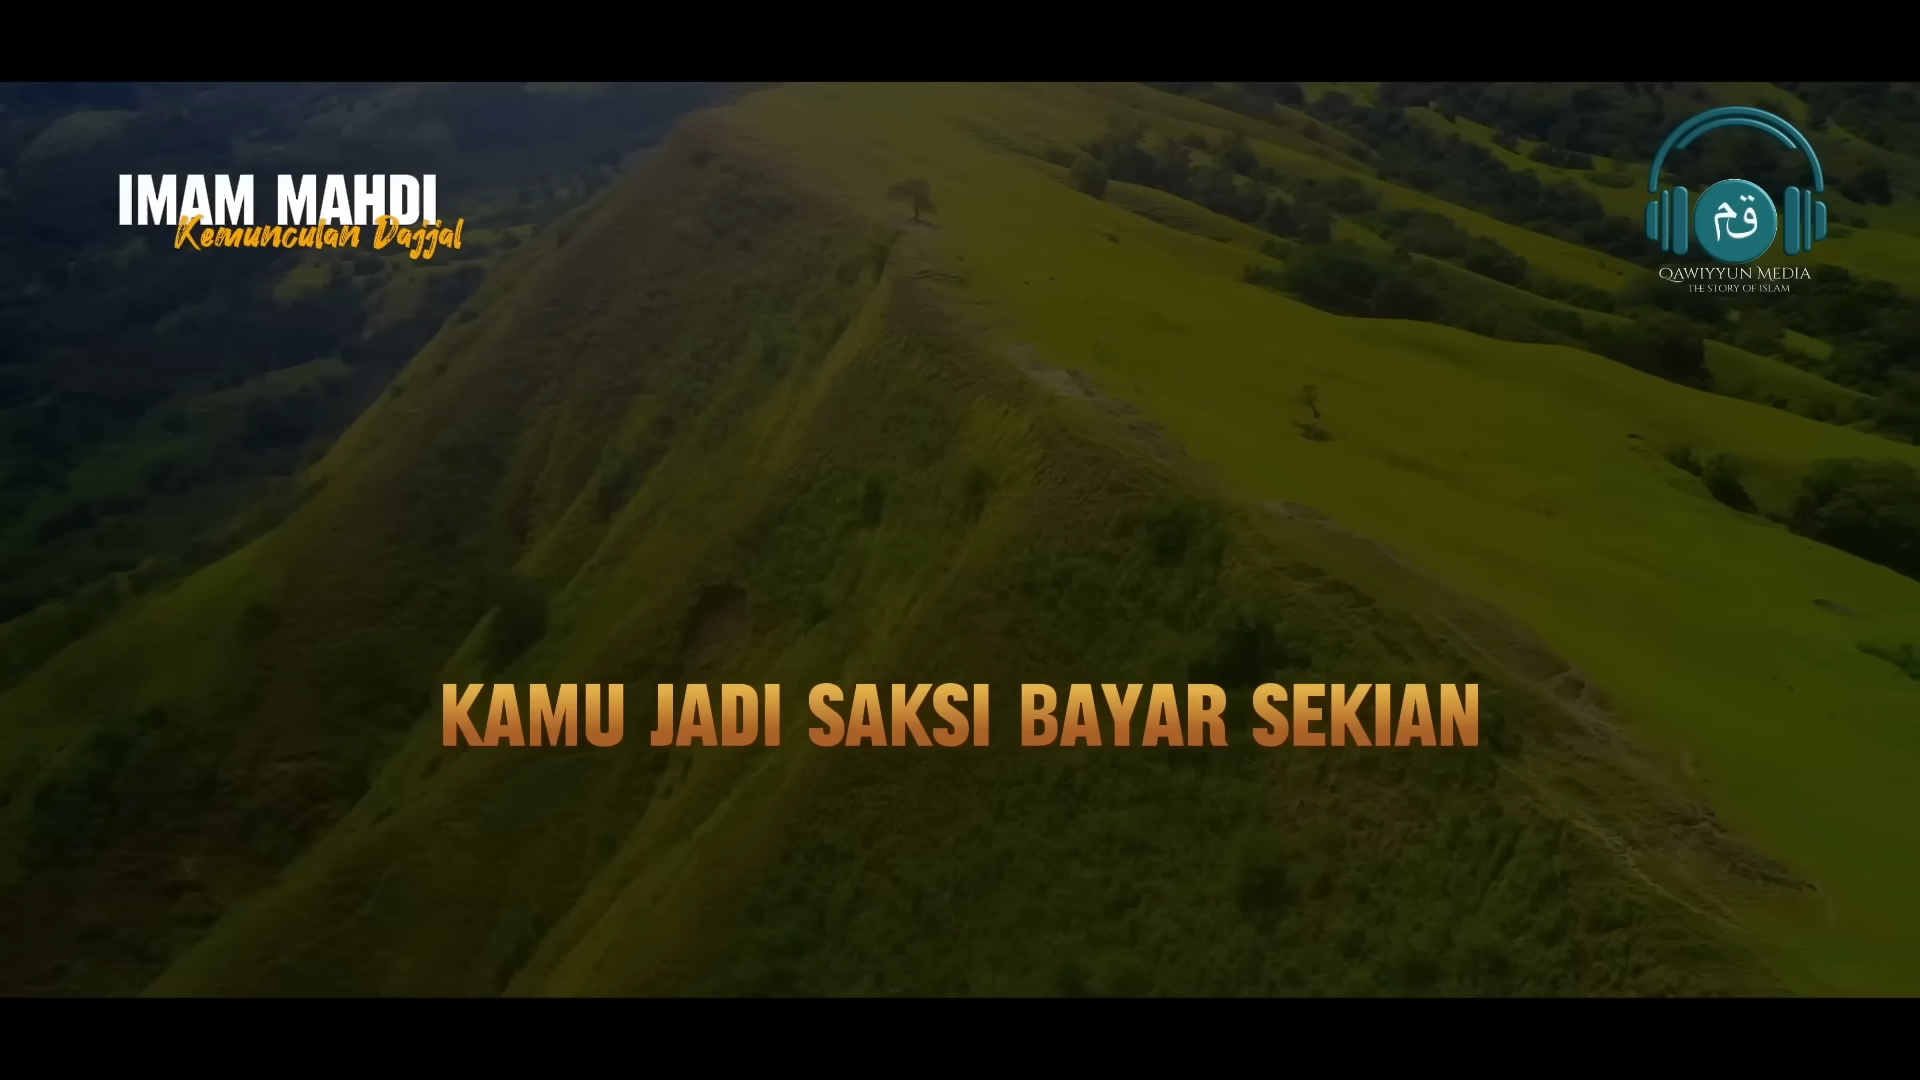 IMAM MAHDI
Kemunculan Dajjal
قم
QAWIYYUN MEDIA
THE STORY OF ISLAM
KAMU JADI SAKSI BAYAR SEKIAN